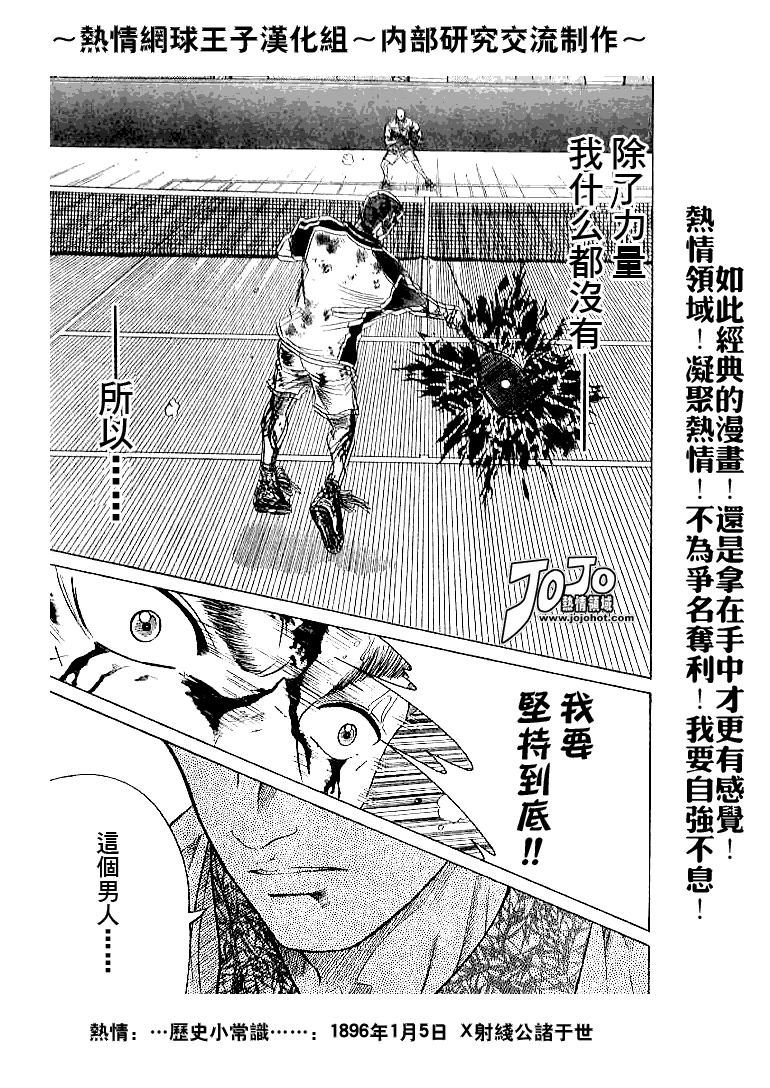 ～熱情網球王子漢化組～内部研究交流制作～
除了力量
我什么都沒有——
——所以……
JOJO
熱情領域
www.jojohot.com
我要
堅持到底!!
這個男人……
如此經典的漫畫！還是拿在手中才更有感覺！
熱情領域！凝聚熱情！不為爭名奪利！我要自強不息！
熱情：…歷史小常識……：1896年1月5日 X射綫公諸于世